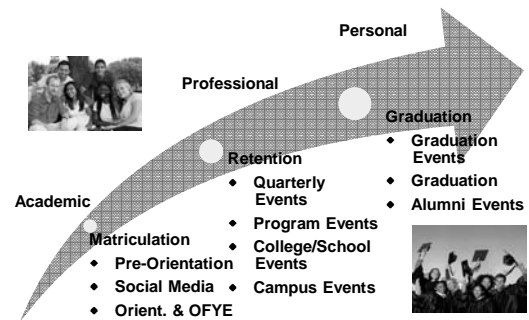 Personal
Professional
Academic
Matriculation
◆ Pre-Orientation
◆ Social Media
◆ Orient. & OFYE
Retention
◆ Quarterly
Events
◆ Program Events
◆ College/School
Events
◆ Campus Events
Graduation
◆ Graduation
Events
◆ Graduation
◆ Alumni Events